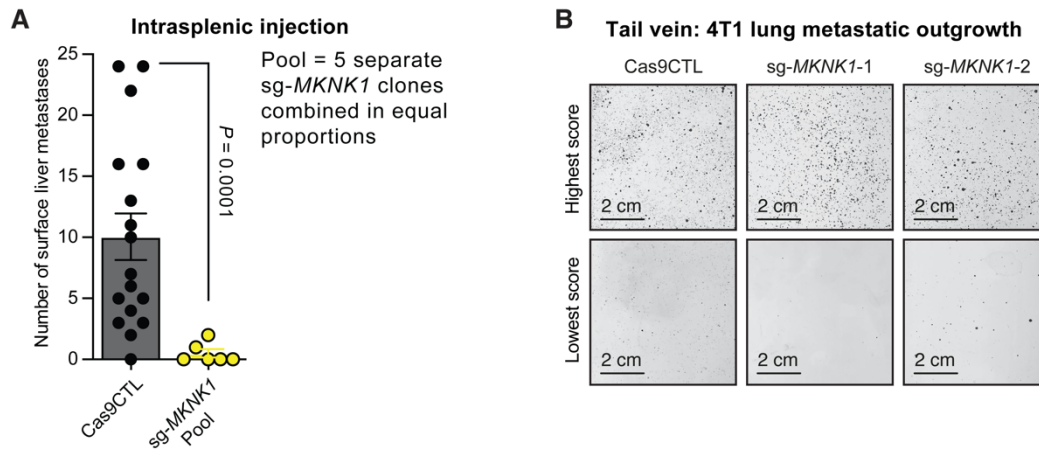 A
Intrasplenic injection
Pool = 5 separate
sg-MKNK1 clones
combined in equal
proportions
Number of surface liver metastases
25
20
15
10
5
0
P = 0.0001
Cas9CTL
sg-MKNK1
Pool
B
Tail vein: 4T1 lung metastatic outgrowth
Cas9CTL
sg-MKNK1-1
sg-MKNK1-2
Highest score
2 cm
2 cm
2 cm
Lowest score
2 cm
2 cm
2 cm